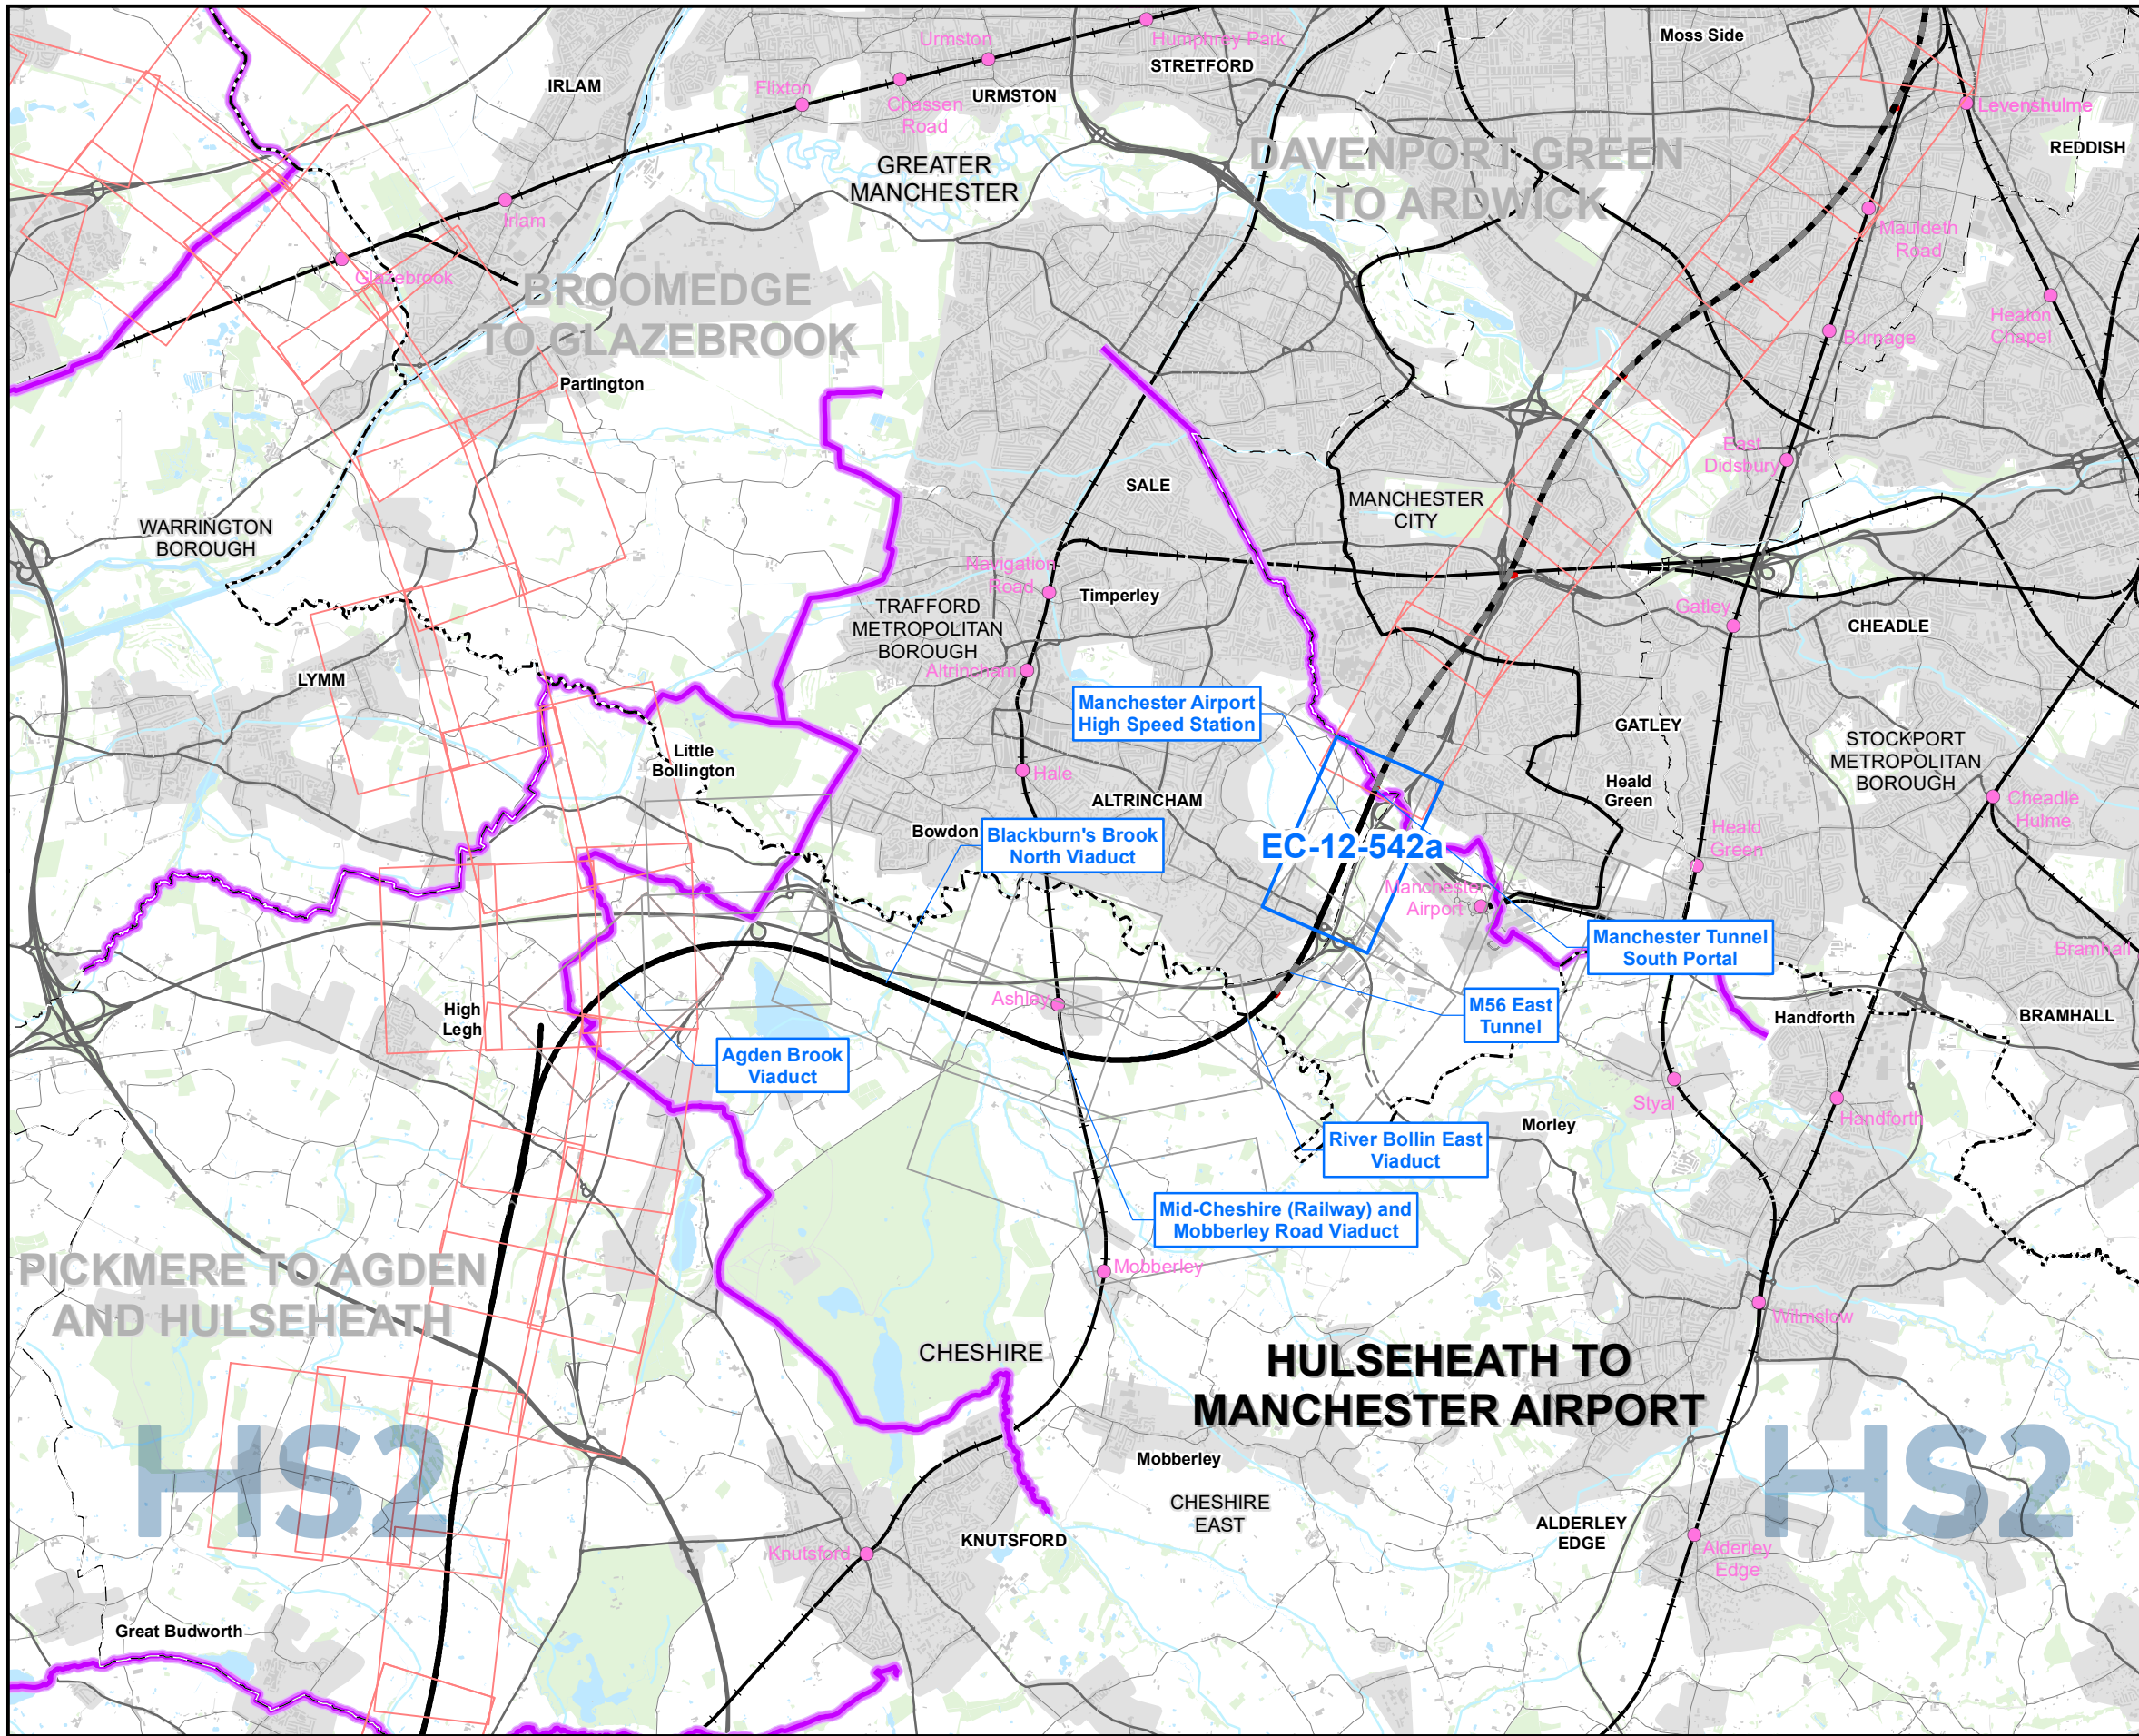 Humphrey Park
Urmston
STRETFORD
Moss Side
IRLAM
Flixton
Chassen
Road
URMSTON
Levenshulme
REDDISH
GREATER
MANCHESTER
DAVENPORT GREEN
TO ARDWICK
Irlam
Mauldeth
Road
Glazebrook
BROOMEDGE
TO GLAZEBROOK
Heaton
Chapel
Burnage
Partington
East
Didsbury
SALE
MANCHESTER
CITY
WARRINGTON
BOROUGH
Navigation
Road
Timperley
TRAFFORD
METROPOLITAN
BOROUGH
Gatley
CHEADLE
Altrincham
LYMM
Manchester Airport
High Speed Station
GATLEY
STOCKPORT
METROPOLITAN
BOROUGH
Little
Bollington
Hale
Heald
Green
ALTRINCHAM
Cheadle
Hulme
Bowdon
Blackburn's Brook
North Viaduct
EC-12-542a
Heald
Green
Manchester
Airport
Manchester Tunnel
South Portal
Bramhall
Ashley
M56 East
Tunnel
High
Legh
Handforth
BRAMHALL
Agden Brook
Viaduct
Styal
Handforth
Morley
River Bollin East
Viaduct
Mid-Cheshire (Railway) and
Mobberley Road Viaduct
PICKMERE TO AGDEN
AND HULSEHEATH
Mobberley
Wilmslow
CHESHIRE
HULSEHEATH TO
MANCHESTER AIRPORT
HS2
HS2
Mobberley
CHESHIRE
EAST
KNUTSFORD
ALDERLEY
EDGE
Knutsford
Alderley
Edge
Great Budworth